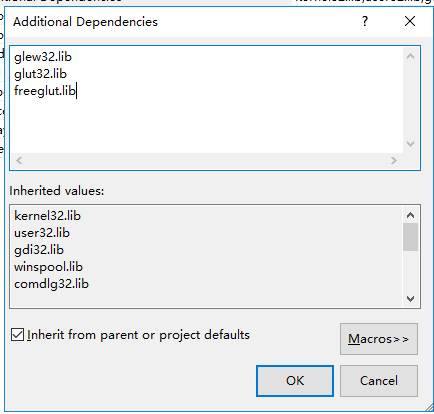 Additional Dependencies
?
glew32.lib
glut32.lib
freeglut.lib
Inherited values:
kernel32.lib
user32.lib
gdi32.lib
winspool.lib
comdlg32.lib
Inherit from parent or project defaults
Macros>>
OK
Cancel